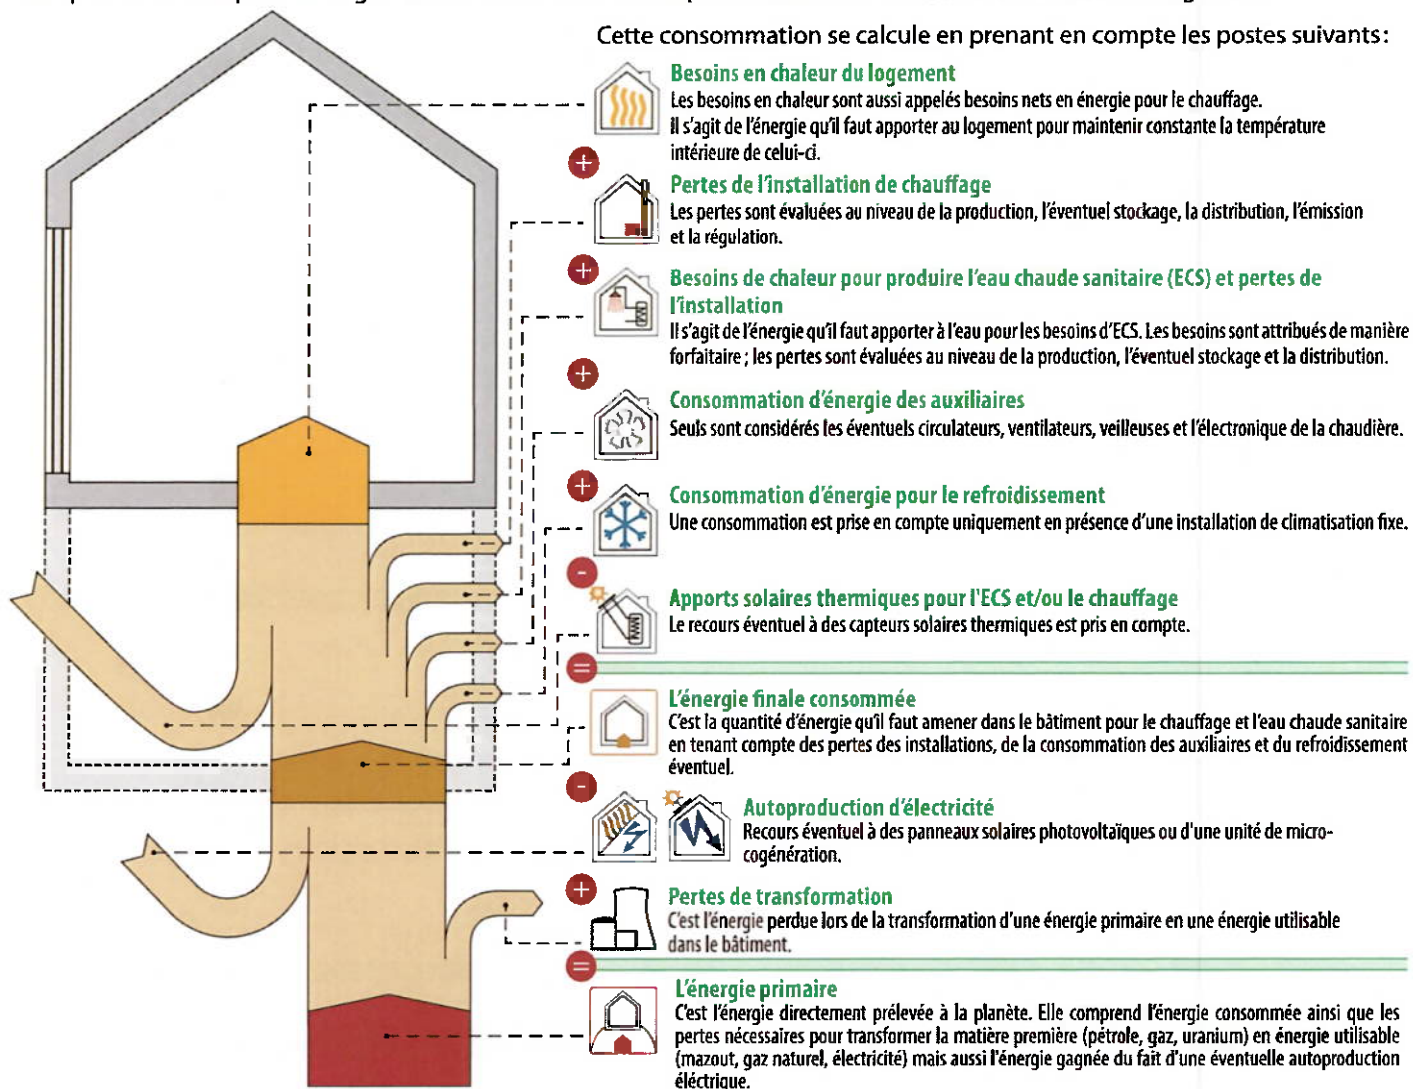 Cette consommation se calcule en prenant en compte les postes suivants:
Besoins en chaleur du logement
Les besoins en chaleur sont aussi appelés besoins nets en énergie pour le chauffage.
Il s'agit de l'énergie qu'il faut apporter au logement pour maintenir constante la température
intérieure de celui-ci.
+
Pertes de l'installation de chauffage
Les pertes sont évaluées au niveau de la production, l'éventuel stockage, la distribution, l'émission
et la régulation.
+
Besoins de chaleur pour produire l'eau chaude sanitaire (ECS) et pertes de
l'installation
Il s'agit de l'énergie qu'il faut apporter à l'eau pour les besoins d'ECS. Les besoins sont attribués de manière
forfaitaire ; les pertes sont évaluées au niveau de la production, l'éventuel stockage et la distribution.
+
Consommation d'énergie des auxiliaires
Seuls sont considérés les éventuels circulateurs, ventilateurs, veilleuses et l'électronique de la chaudière.
+
Consommation d'énergie pour le refroidissement
Une consommation est prise en compte uniquement en présence d'une installation de climatisation fixe.
-
Apports solaires thermiques pour l'ECS et/ou le chauffage
Le recours éventuel à des capteurs solaires thermiques est pris en compte.
=
L'énergie finale consommée
C'est la quantité d'énergie qu'il faut amener dans le bâtiment pour le chauffage et l'eau chaude sanitaire
en tenant compte des pertes des installations, de la consommation des auxiliaires et du refroidissement
éventuel.
-
Autoproduction d'électricité
Recours éventuel à des panneaux solaires photovoltaïques ou d'une unité de micro-
cogénération.
+
Pertes de transformation
C'est l'énergie perdue lors de la transformation d'une énergie primaire en une énergie utilisable
dans le bâtiment.
=
L'énergie primaire
C'est l'énergie directement prélevée à la planète. Elle comprend l'énergie consommée ainsi que les
pertes nécessaires pour transformer la matière première (pétrole, gaz, uranium) en énergie utilisable
(mazout, gaz naturel, électricité) mais aussi l'énergie gagnée du fait d'une éventuelle autoproduction
éléctrique.